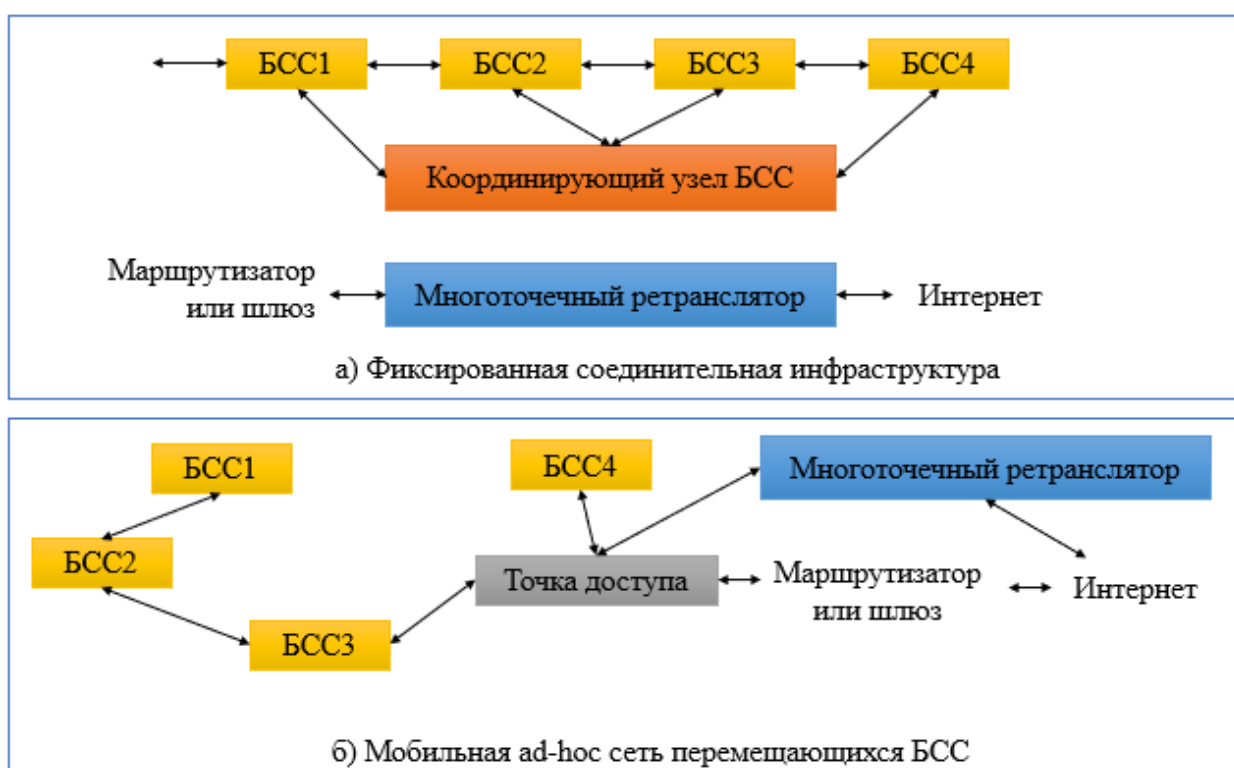 БСС1
БСС2
БСС3
БСС4
Координирующий узел БСС
Маршрутизатор
или шлюз
Многоточечный ретранслятор
Интернет
а) Фиксированная соединительная инфраструктура
БСС1
БСС4
Многоточечный ретранслятор
БСС2
Точка доступа
Маршрутизатор
или шлюз
Интернет
БСС3
б) Мобильная ad-hoc сеть перемещающихся БСС